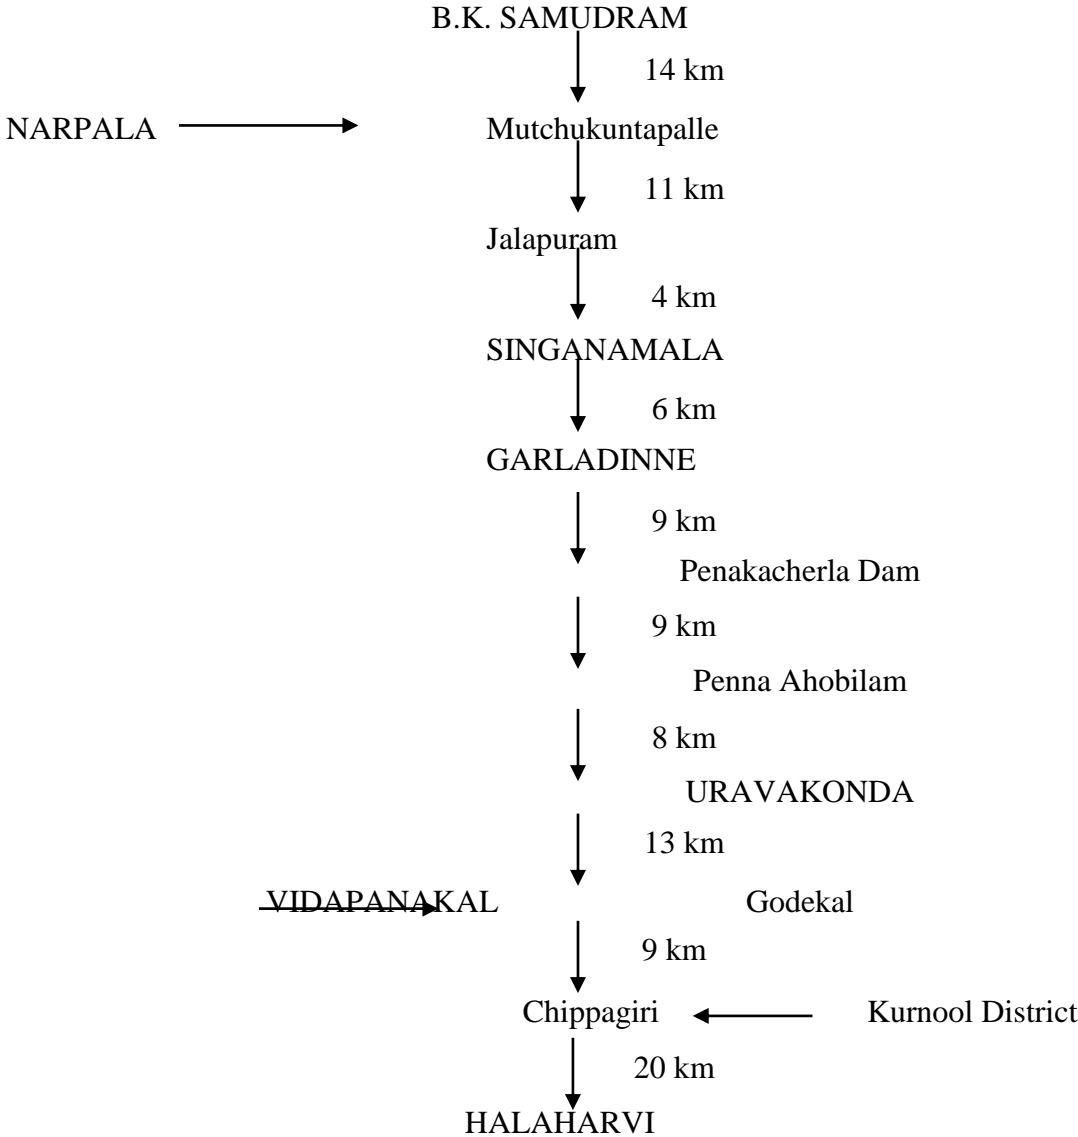 B.K. SAMUDRAM
14 km
NARPALA Mutchukuntapalle
11 km
Jalapuram
4 km
SINGANAMALA
6 km
GARLADINNE
9 km
Penakacherla Dam
9 km
Penna Ahobilam
8 km
URAVAKONDA
13 km
VIDAPANAKAL Godekal
9 km
Chippagiri Kurnool District
20 km
HALAHARVI